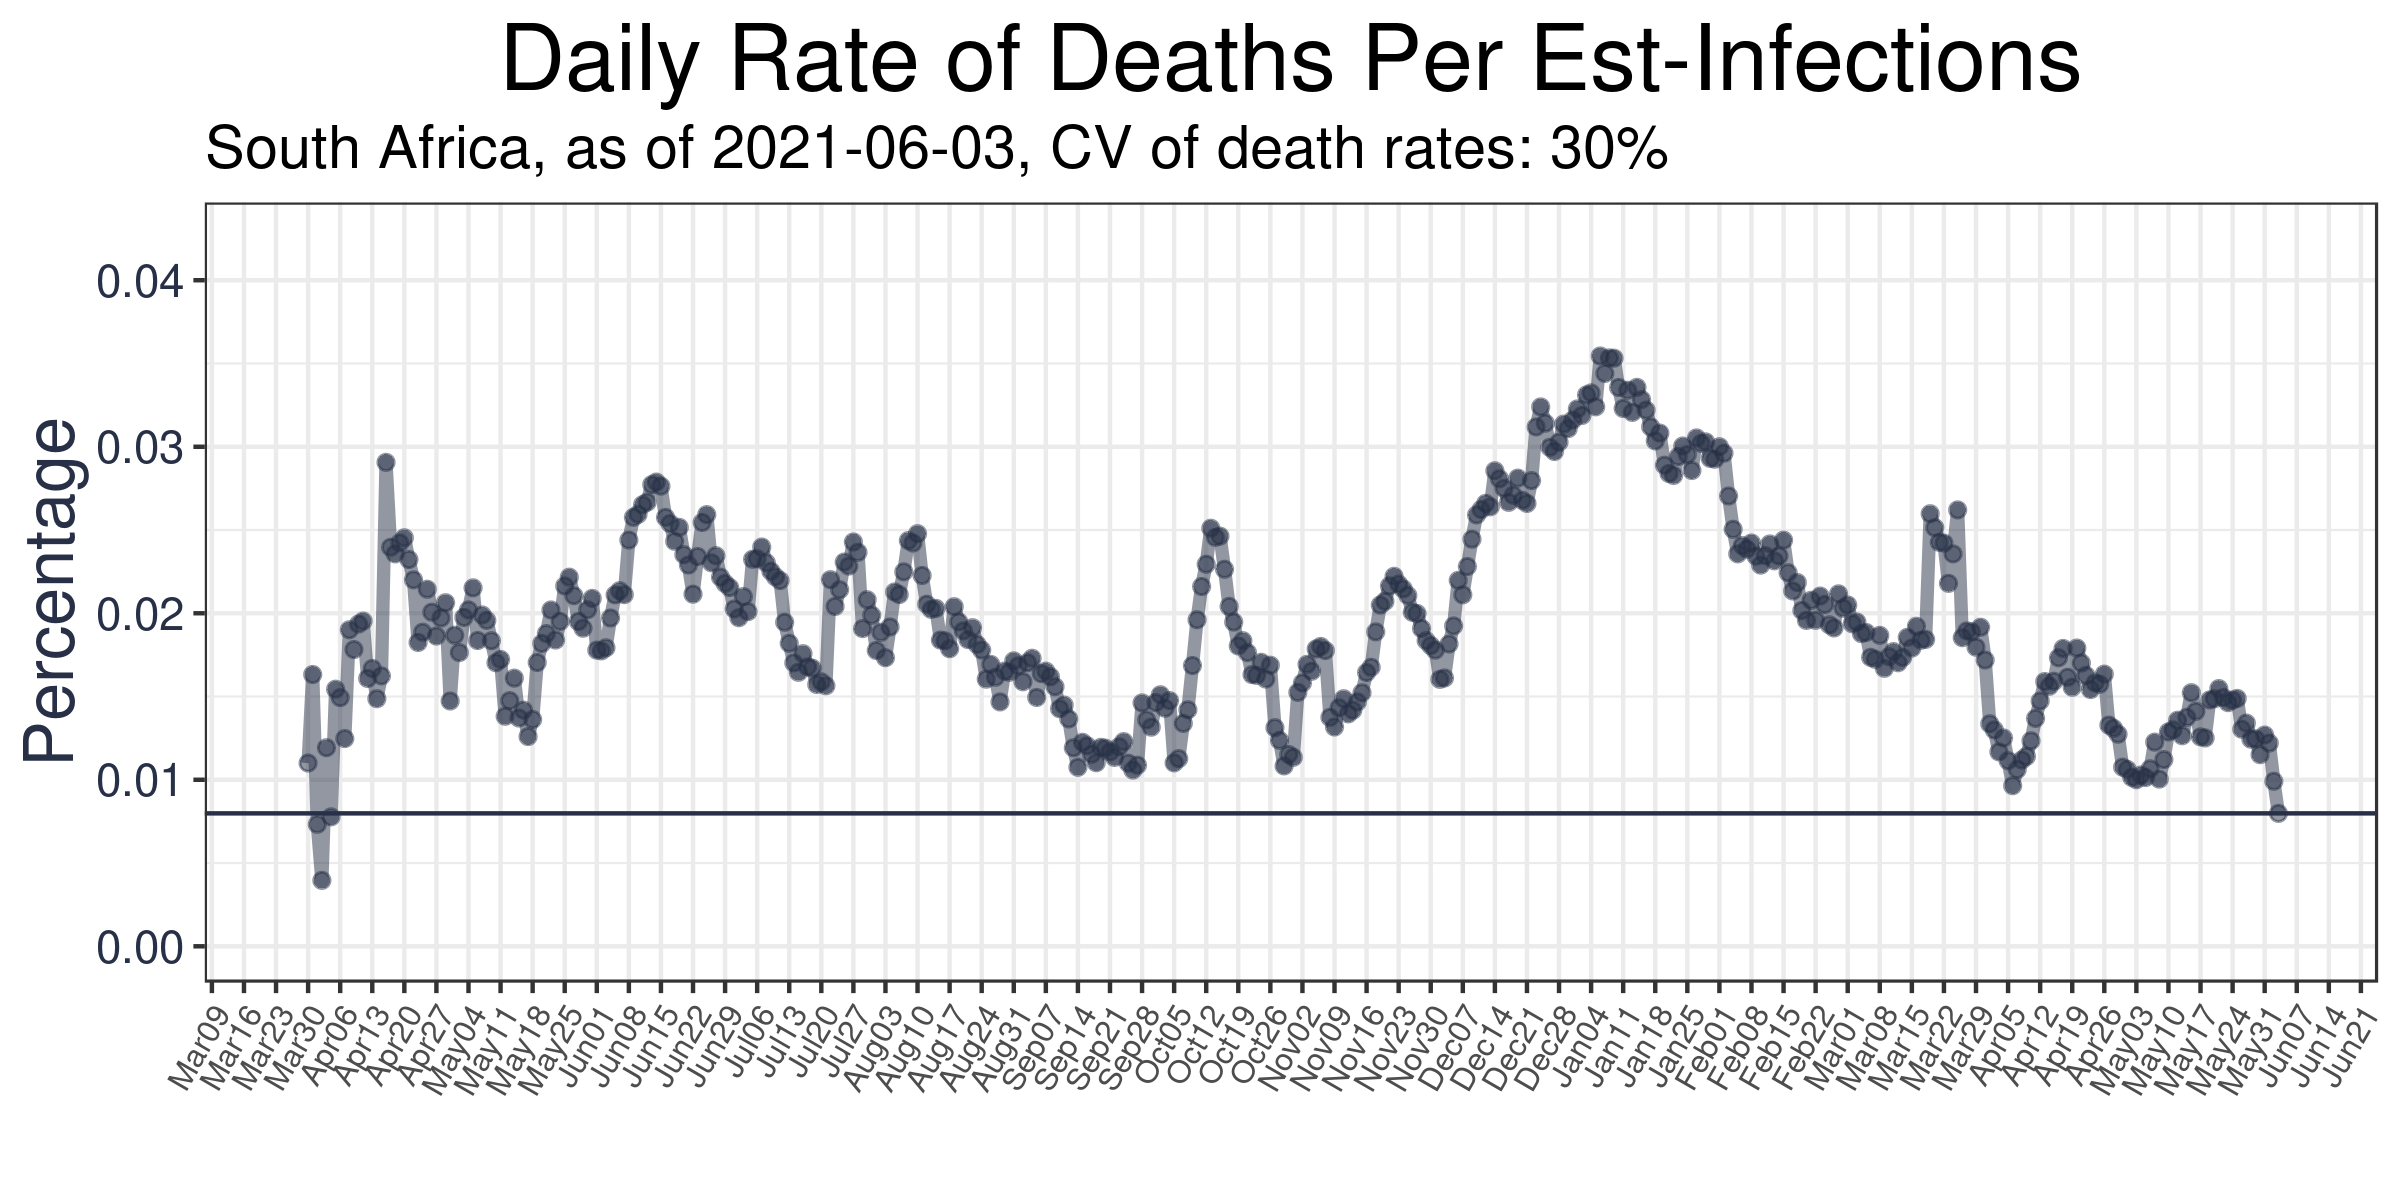 Daily Rate of Deaths Per Est-Infections
South Africa, as of 2021-06-03, CV of death rates: 30%
Percentage
0.04
0.03
0.02
0.01
0.00
Mar09
Mar16
Mar23
Mar30
Apr06
Apr13
Apr20
Apr27
May04
May11
May18
May25
Jun01
Jun08
Jun15
Jun22
Jun29
Jul06
Jul13
Jul20
Jul27
Aug03
Aug10
Aug17
Aug24
Aug31
Sep07
Sep14
Sep21
Sep28
Oct05
Oct12
Oct19
Oct26
Nov02
Nov09
Nov16
Nov23
Nov30
Dec07
Dec14
Dec21
Dec28
Jan04
Jan11
Jan18
Jan25
Feb01
Feb08
Feb15
Feb22
Mar01
Mar08
Mar15
Mar22
Mar29
Apr05
Apr12
Apr19
Apr26
May03
May10
May17
May24
May31
Jun07
Jun14
Jun21